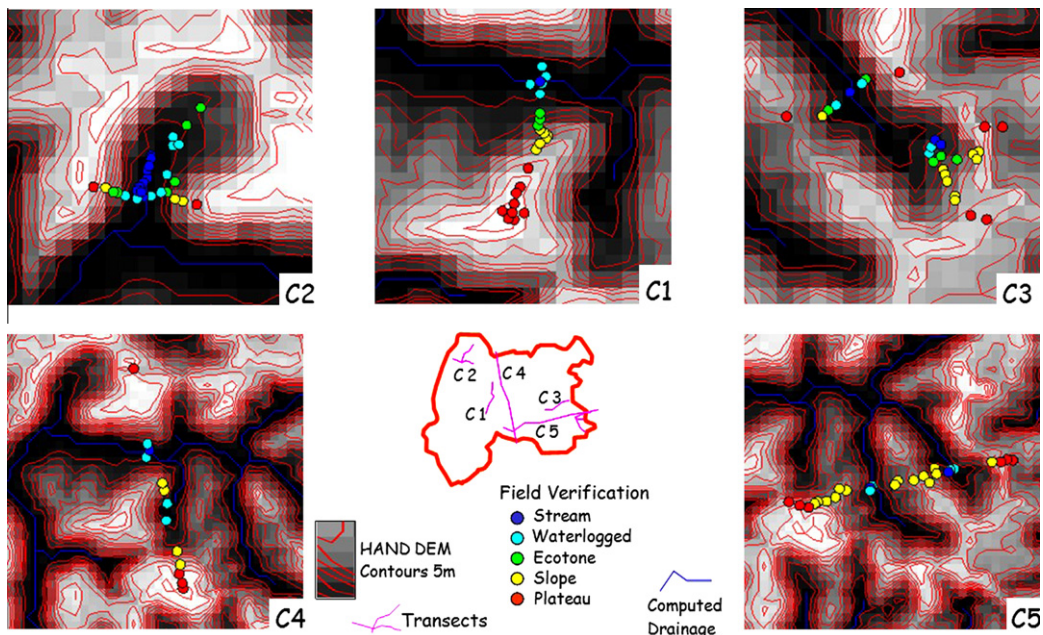 C2
C1
C3
C2
C4
C1
C3
C5
Field Verification
Stream
Waterlogged
Ecotone
Slope
Plateau
HAND DEM
Contours 5m
Transects
Computed
Drainage
C4
C5